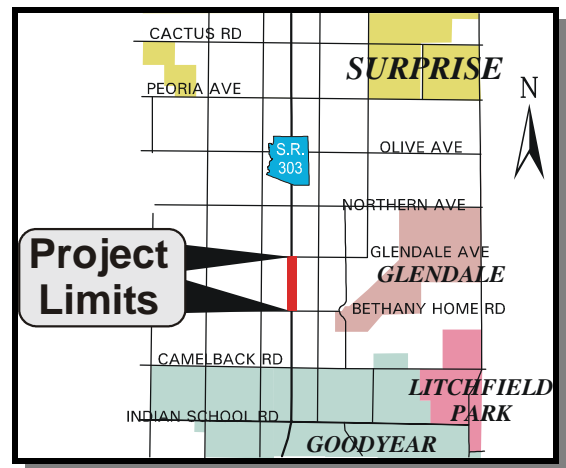 CACTUS RD
SURPRISE
PEORIA AVE
N
S.R.
303
OLIVE AVE
NORTHERN AVE
Project
Limits
GLENDALE AVE
GLENDALE
BETHANY HOME RD
CAMELBACK RD
LITCHFIELD
PARK
INDIAN SCHOOL RD
GOODYEAR